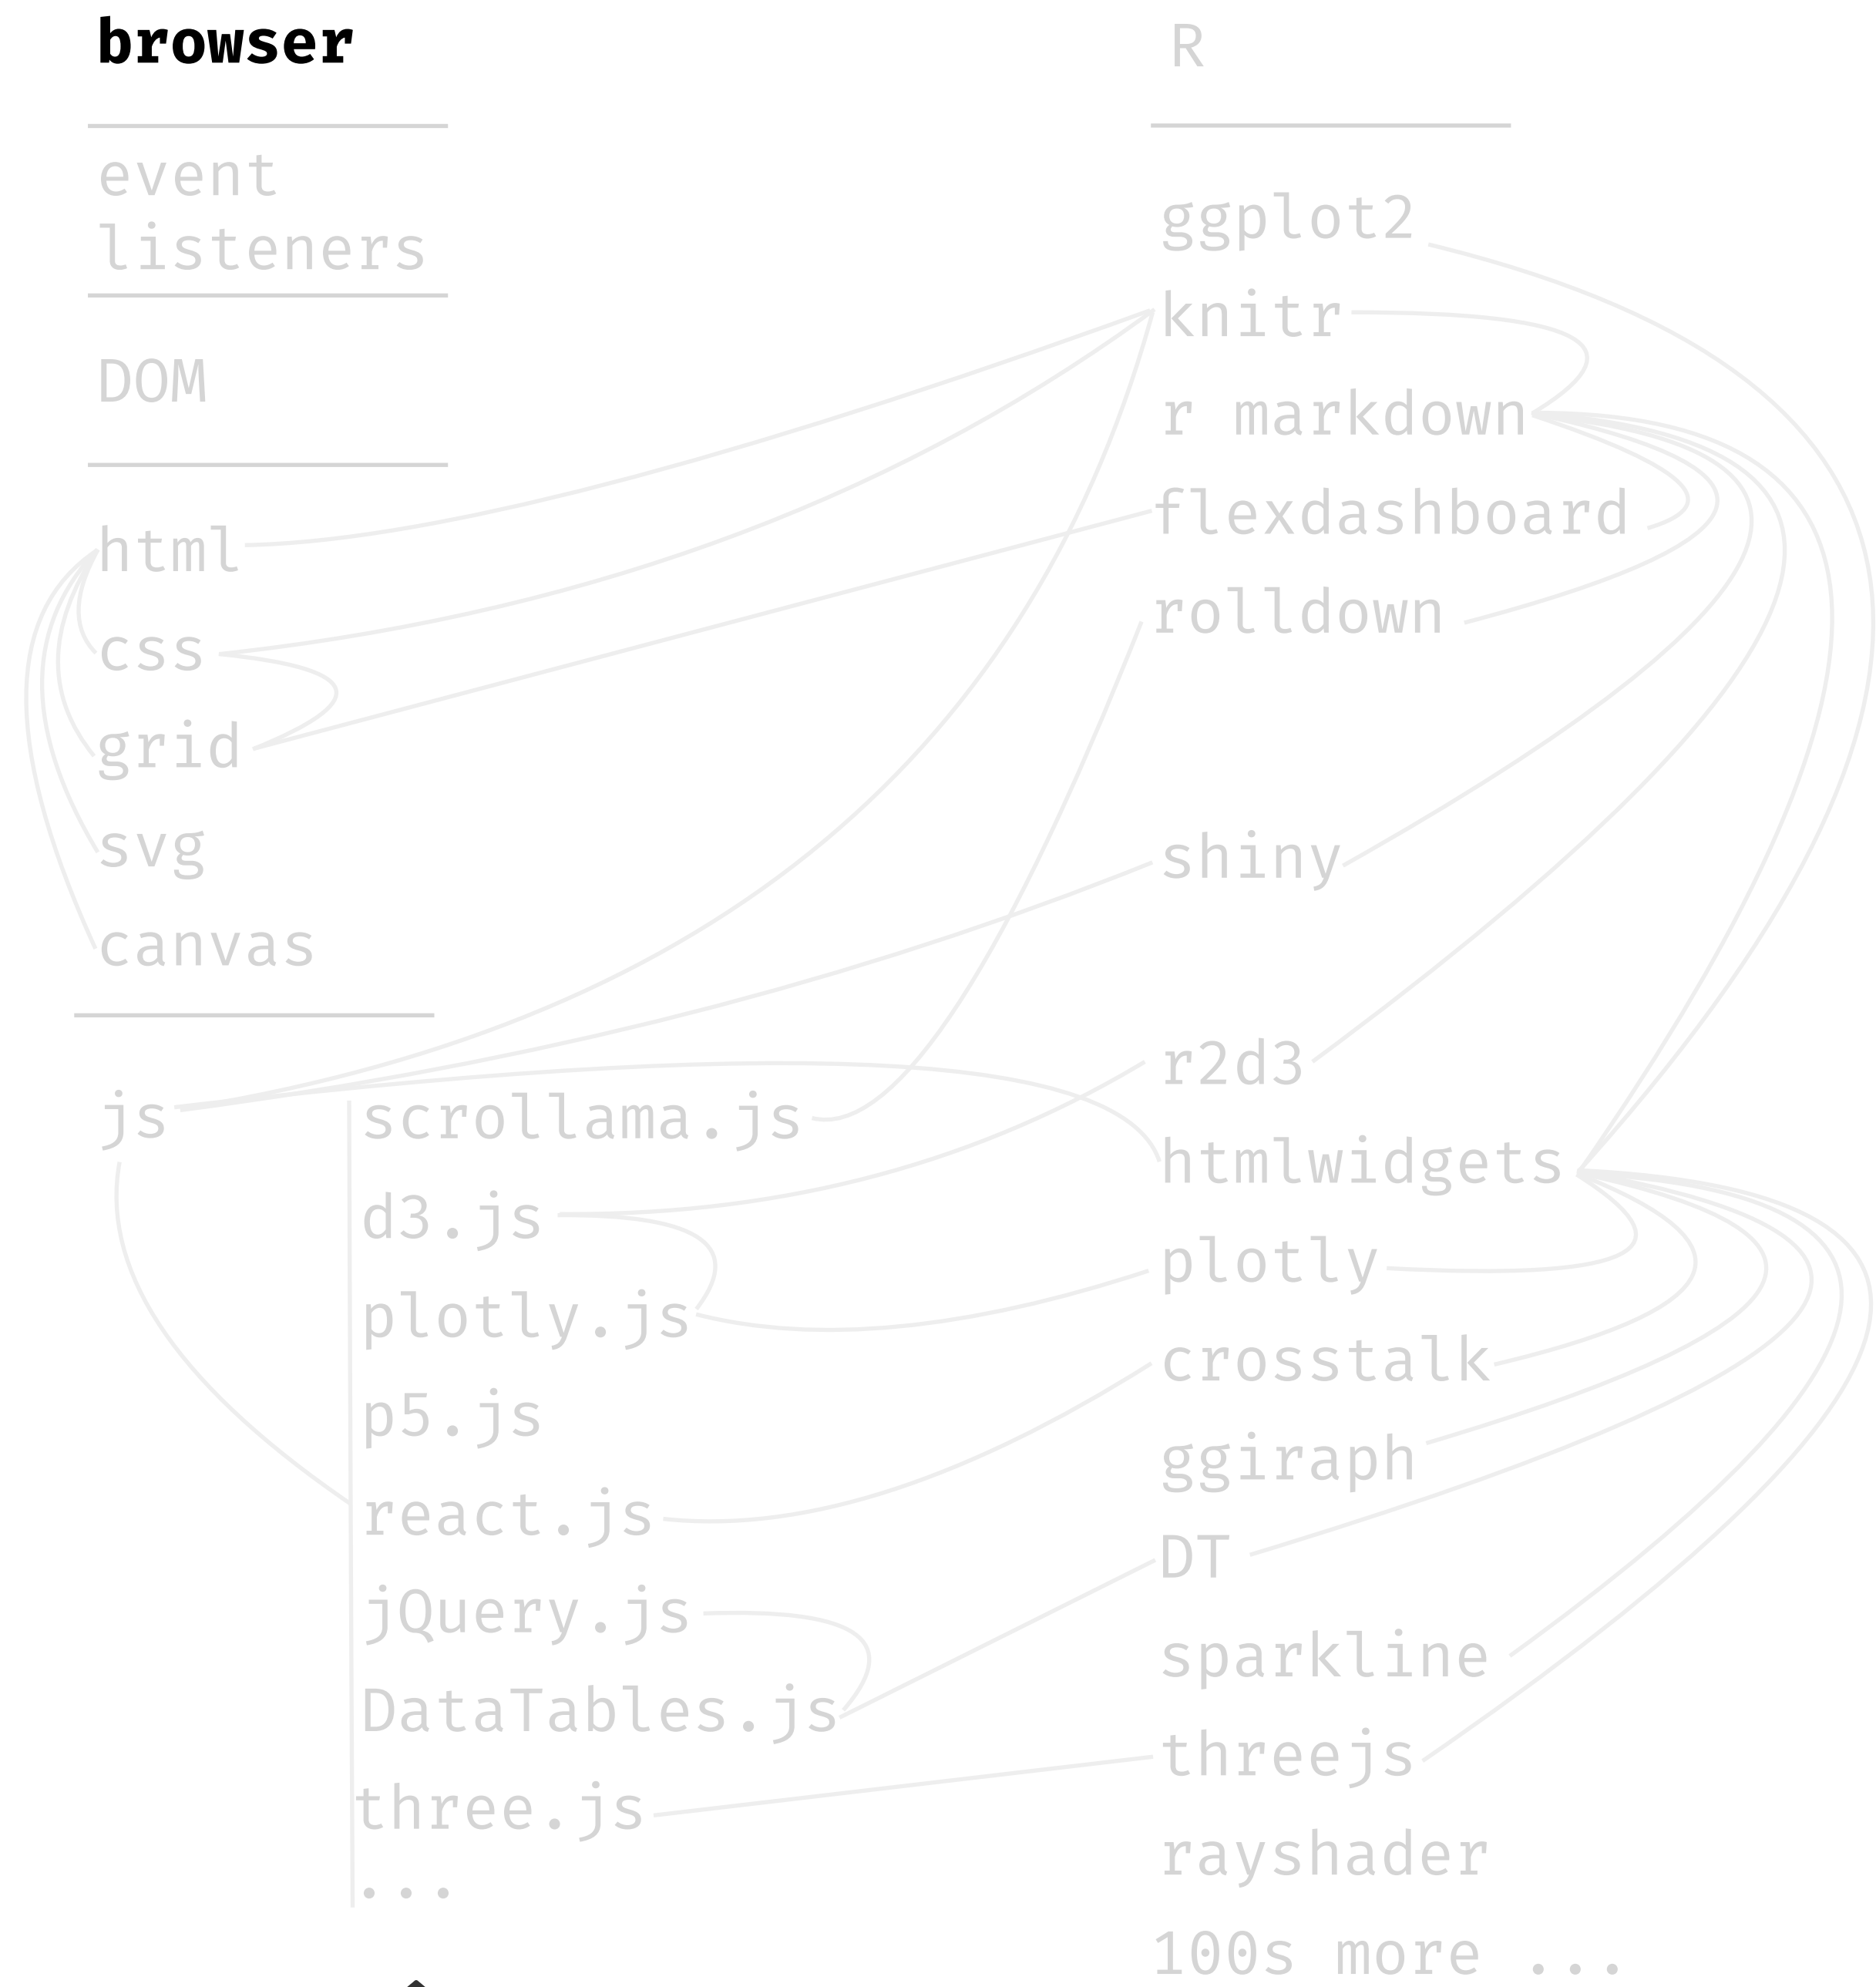 browser
event
listeners
DOM
html
css
grid
svg
canvas
js
scrollama.js
d3.js
plotly.js
p5.js
react.js
jQuery.js
DataTables.js
three.js
...
R
ggplot2
knitr
r markdown
flexdashboard
rolldown
shiny
r2d3
htmlwidgets
plotly
crosstalk
ggiraph
DT
sparkline
threejs
rayshader
100s more ...